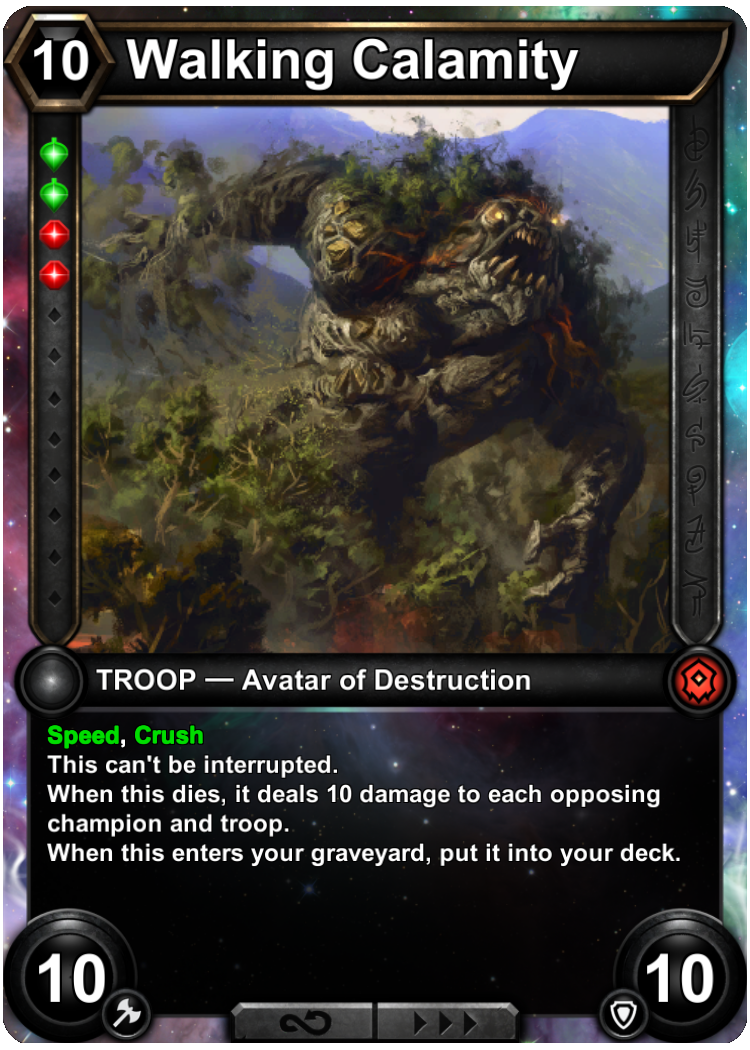 10 Walking Calamity
TROOP — Avatar of Destruction
Speed, Crush
This can't be interrupted.
When this dies, it deals 10 damage to each opposing
champion and troop.
When this enters your graveyard, put it into your deck.
10 10